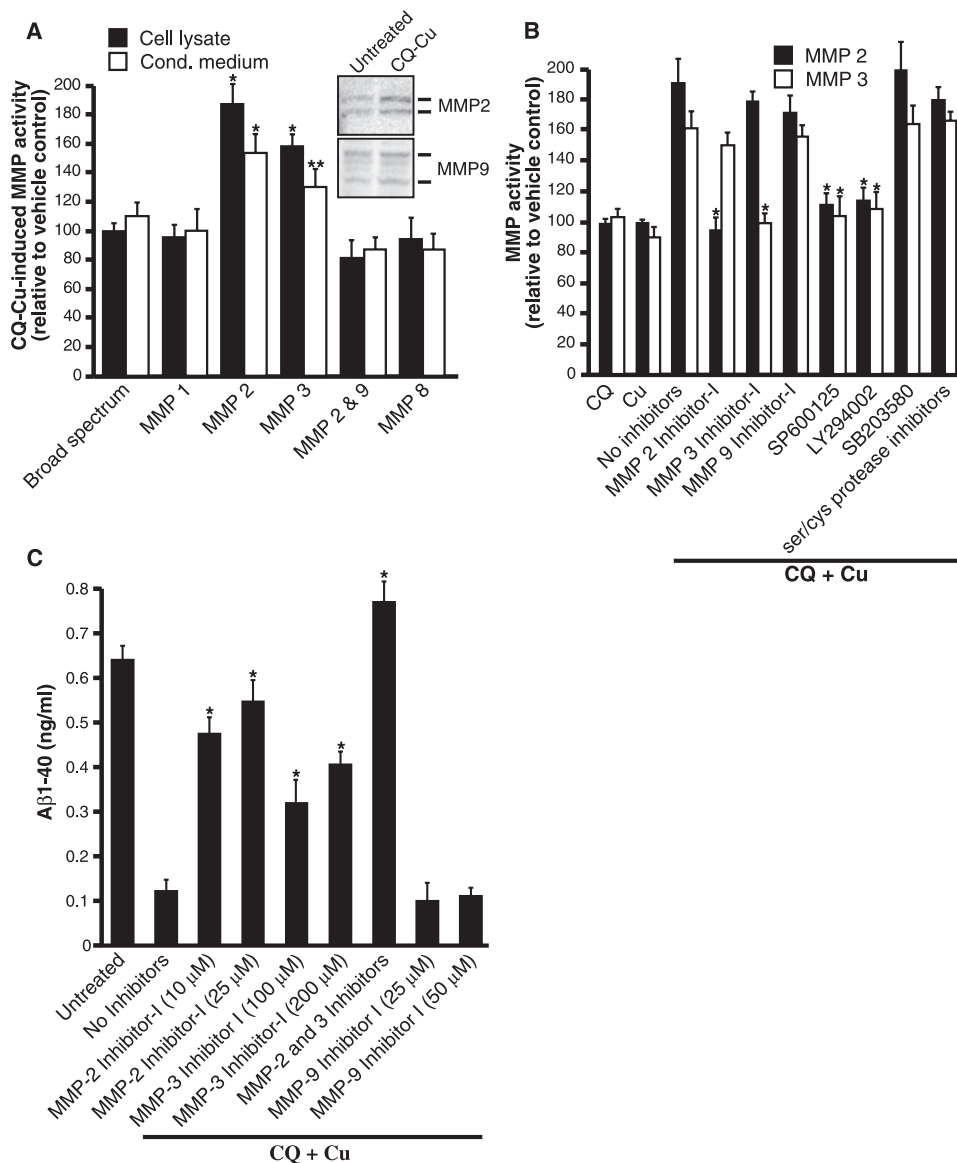 A
Cell lysate
Cond. medium
Untreated
CQ-Cu
MMP2
MMP9
CQ-Cu-induced MMP activity
(relative to vehicle control)
200
180
160
140
120
100
80
60
40
20
0
*
*
*
**
Broad spectrum
MMP 1
MMP 2
MMP 3
MMP 2 & 9
MMP 8
B
MMP 2
MMP 3
MMP activity
(relative to vehicle control)
200
180
160
140
120
100
80
60
40
20
0
*
*
* *
* *
CQ
Cu
No inhibitors
MMP 2 Inhibitor-I
MMP 3 Inhibitor-I
MMP 9 Inhibitor-I
SP600125
LY294002
SB203580
ser/cys protease inhibitors
CQ + Cu
C
Aβ1-40 (ng/ml)
0.8
0.7
0.6
0.5
0.4
0.3
0.2
0.1
0
*
*
*
*
*
Untreated
No Inhibitors
MMP-2 Inhibitor-I (10 μM)
MMP-2 Inhibitor-I (25 μM)
MMP-3 Inhibitor I (100 μM)
MMP-3 Inhibitor-I (200 μM)
MMP-2 and 3 Inhibitors
MMP-9 Inhibitor I (25 μM)
MMP-9 Inhibitor I (50 μM)
CQ + Cu